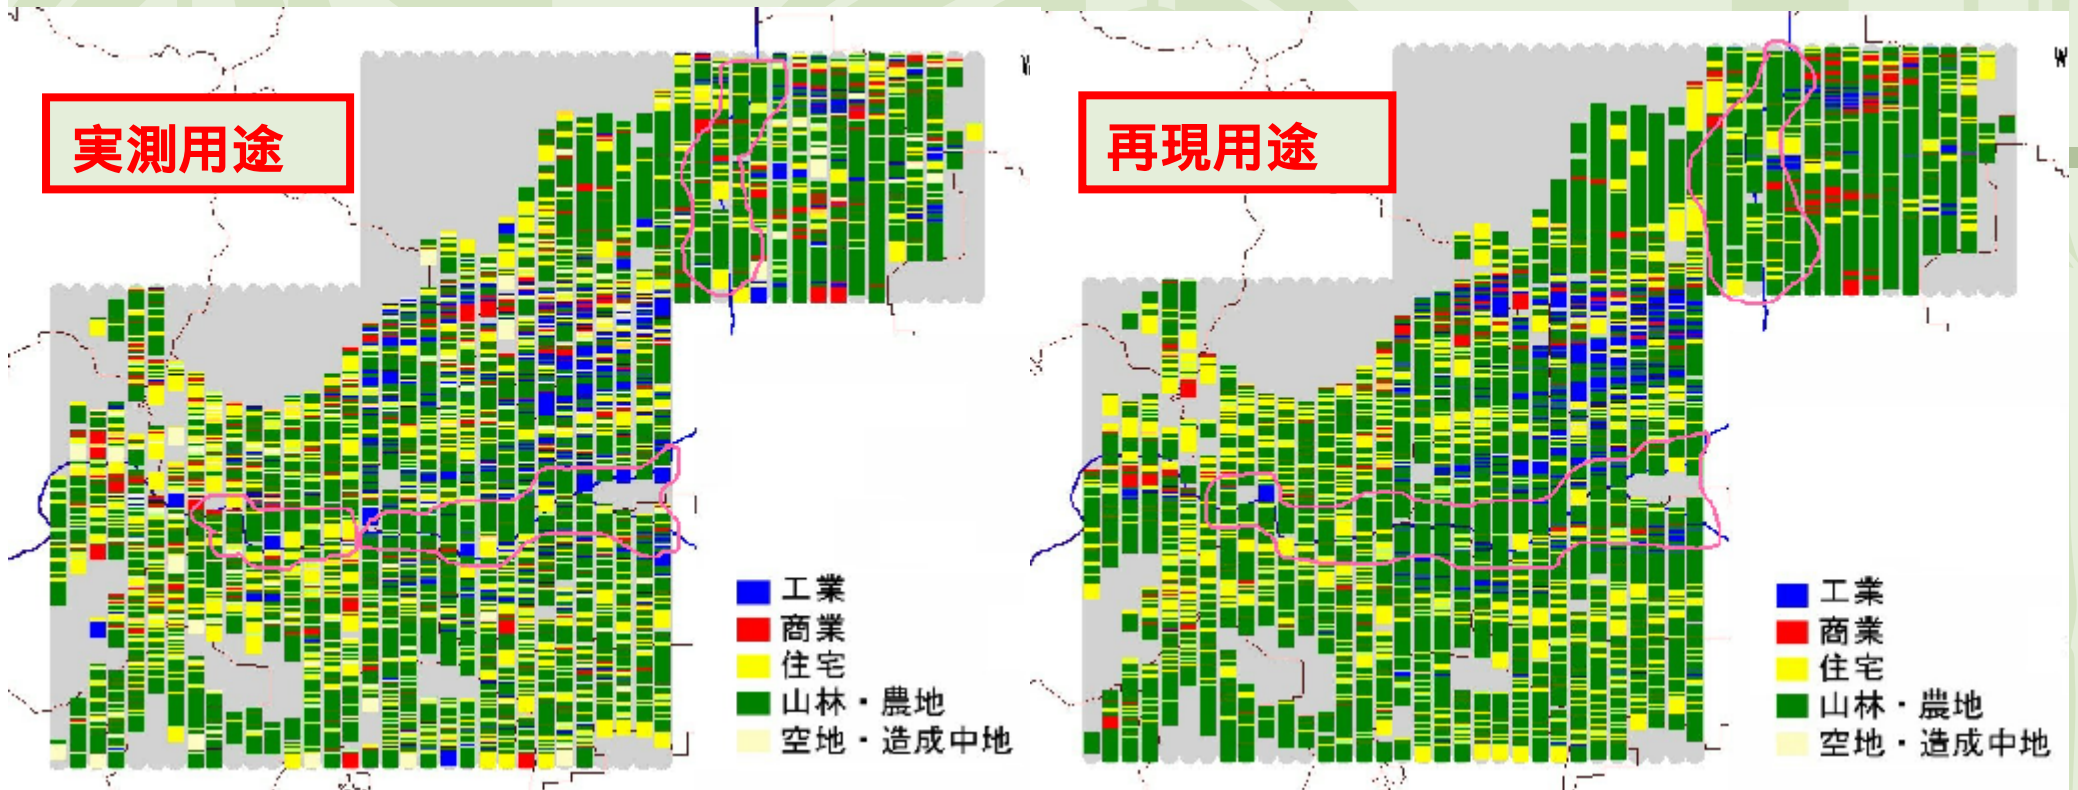 実測用途
工業
商業
住宅
山林・農地
空地・造成中地
再現用途
工業
商業
住宅
山林・農地
空地・造成中地